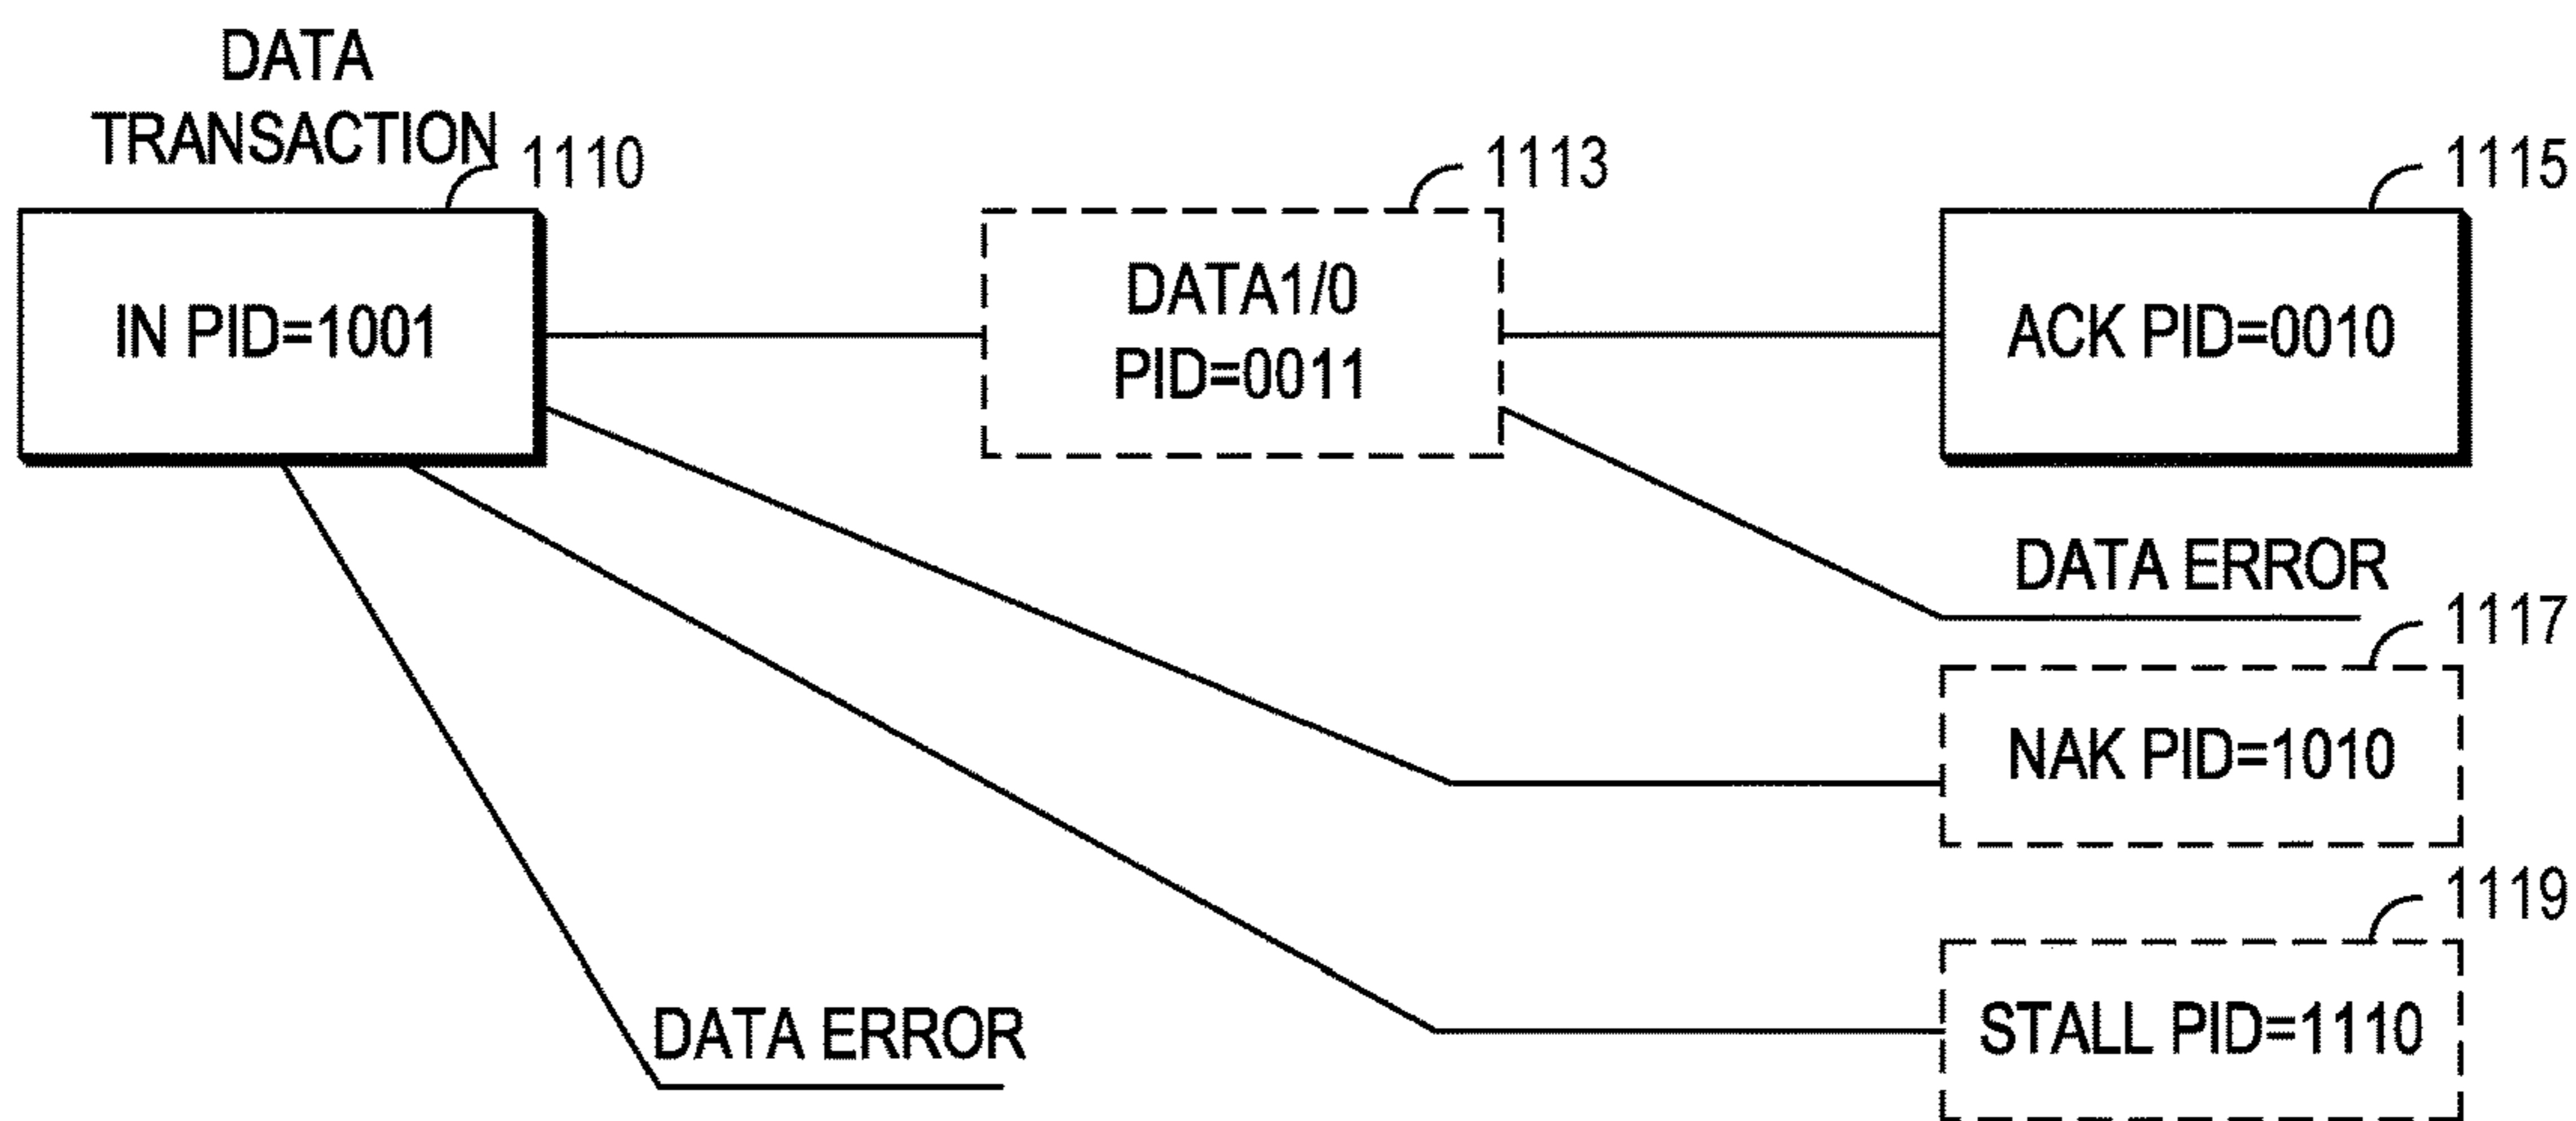 DATA
TRANSACTION
1110
1113
1115
IN PID=1001
DATA1/0
PID=0011
ACK PID=0010
DATA ERROR
1117
NAK PID=1010
1119
STALL PID=1110
DATA ERROR